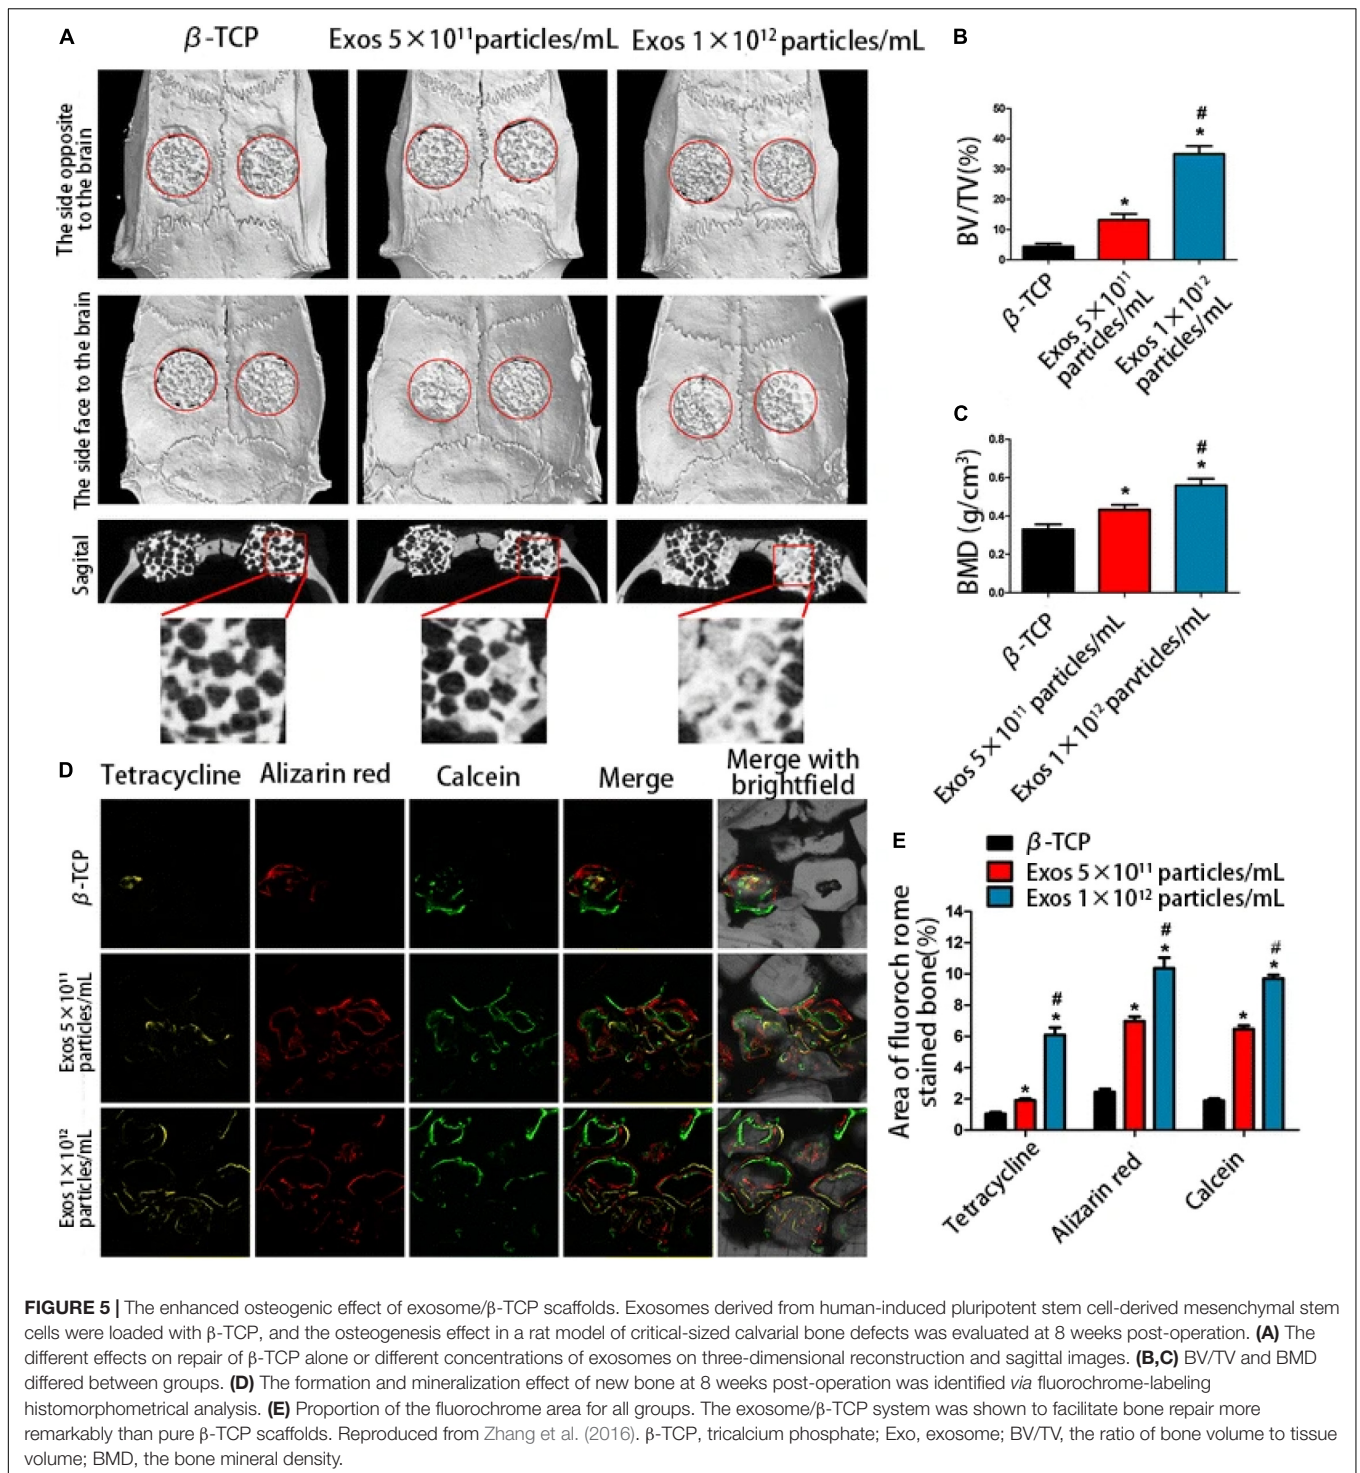 A
β-TCP
Exos 5×10¹¹particles/mL
Exos 1×10¹² particles/mL
The side opposite
to the brain
The side face to the brain
Sagital
B
BV/TV(%)
50
40
30
20
10
0
β-TCP
Exos 5×10¹¹
particles/mL
Exos 1×10¹²
particles/mL
*
#
*
C
BMD (g/cm³)
0.8
0.6
0.4
0.2
0.0
β-TCP
Exos 5×10¹¹ particles/mL
Exos 1×10¹² parvticles/mL
*
#
*
D
Tetracycline
Alizarin red
Calcein
Merge
Merge with
brightfield
β-TCP
Exos 5×10¹¹
particles/mL
Exos 1×10¹²
particles/mL
E
β-TCP
Exos 5×10¹¹ particles/mL
Exos 1×10¹² particles/mL
Area of fluoroch rome
stained bone(%)
14
12
10
8
6
4
2
0
*
#
*
*
#
*
*
#
*
Tetracycline
Alizarin red
Calcein
FIGURE 5 | The enhanced osteogenic effect of exosome/β-TCP scaffolds. Exosomes derived from human-induced pluripotent stem cell-derived mesenchymal stem
cells were loaded with β-TCP, and the osteogenesis effect in a rat model of critical-sized calvarial bone defects was evaluated at 8 weeks post-operation. (A) The
different effects on repair of β-TCP alone or different concentrations of exosomes on three-dimensional reconstruction and sagittal images. (B,C) BV/TV and BMD
differed between groups. (D) The formation and mineralization effect of new bone at 8 weeks post-operation was identified via fluorochrome-labeling
histomorphometrical analysis. (E) Proportion of the fluorochrome area for all groups. The exosome/β-TCP system was shown to facilitate bone repair more
remarkably than pure β-TCP scaffolds. Reproduced from Zhang et al. (2016). β-TCP, tricalcium phosphate; Exo, exosome; BV/TV, the ratio of bone volume to tissue
volume; BMD, the bone mineral density.